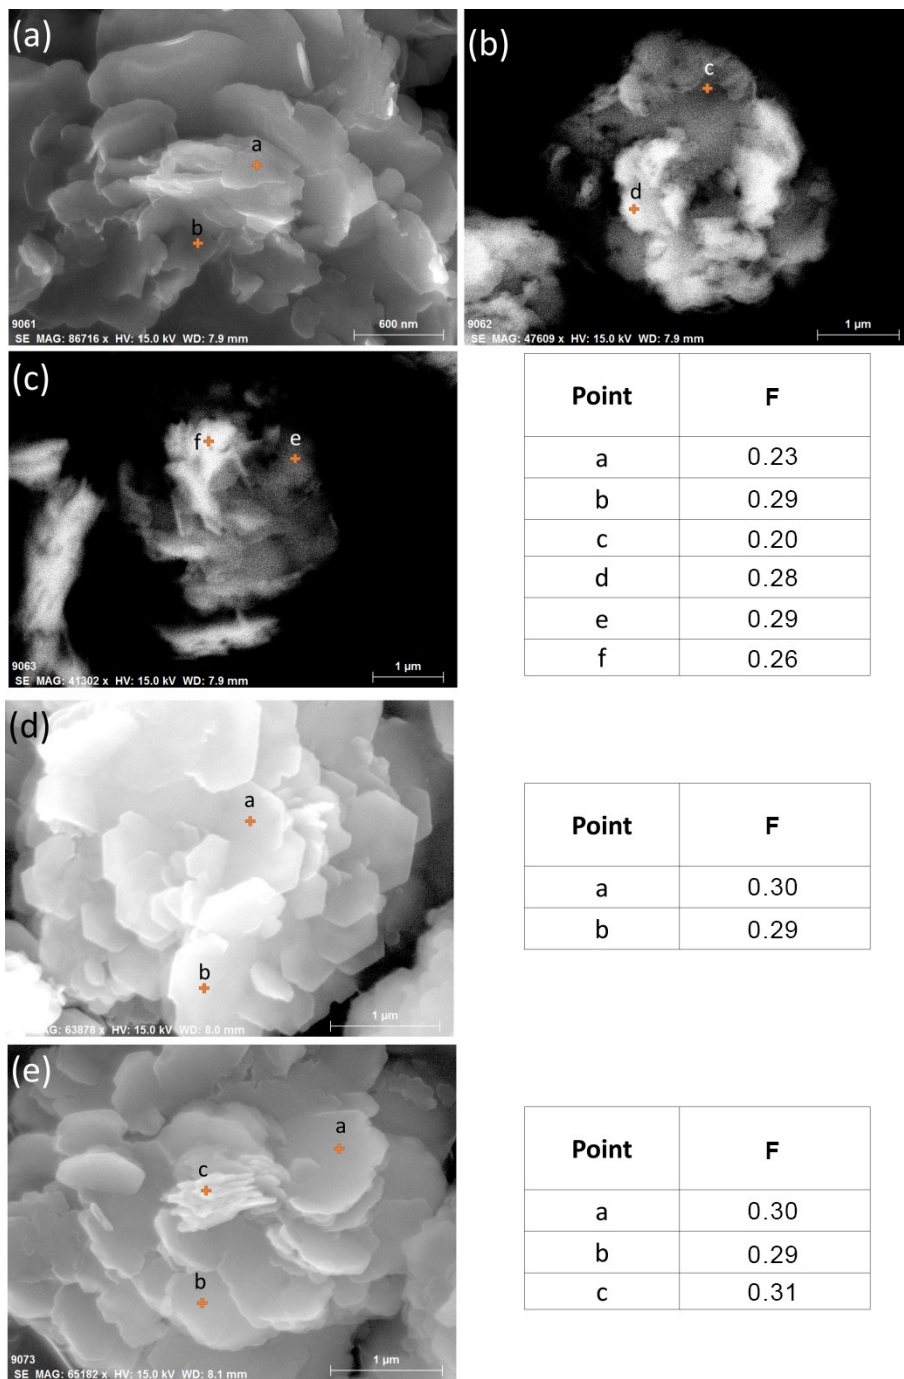 (a)
a
b
9061
SE MAG: 86716 x HV: 15.0 kV WD: 7.9 mm
600 nm
(b)
c
d
9062
SE MAG: 47609 x HV: 15.0 kV WD: 7.9 mm
1 µm
(c)
f
e
9063
SE MAG: 41302 x HV: 15.0 kV WD: 7.9 mm
1 µm
Point F
a 0.23
b 0.29
c 0.20
d 0.28
e 0.29
f 0.26
(d)
a
b
MAG: 63878 x HV: 15.0 kV WD: 8.0 mm
1 µm
Point F
a 0.30
b 0.29
(e)
a
c
b
9073
SE MAG: 65182 x HV: 15.0 kV WD: 8.1 mm
1 µm
Point F
a 0.30
b 0.29
c 0.31